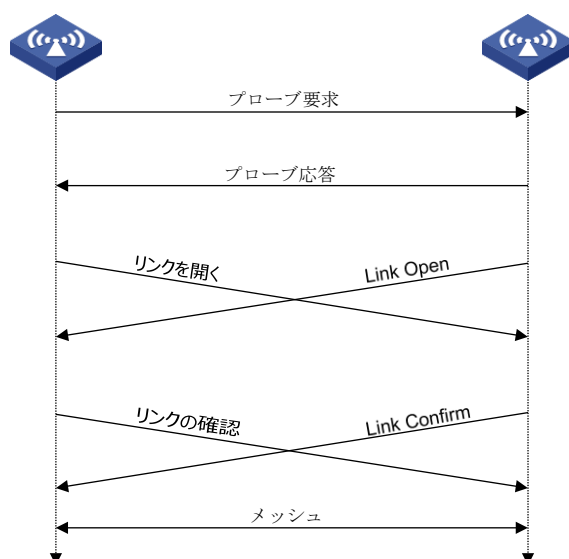 プローブ要求
プローブ応答
リンクを開く
Link Open
リンクの確認
Link Confirm
メッシュ